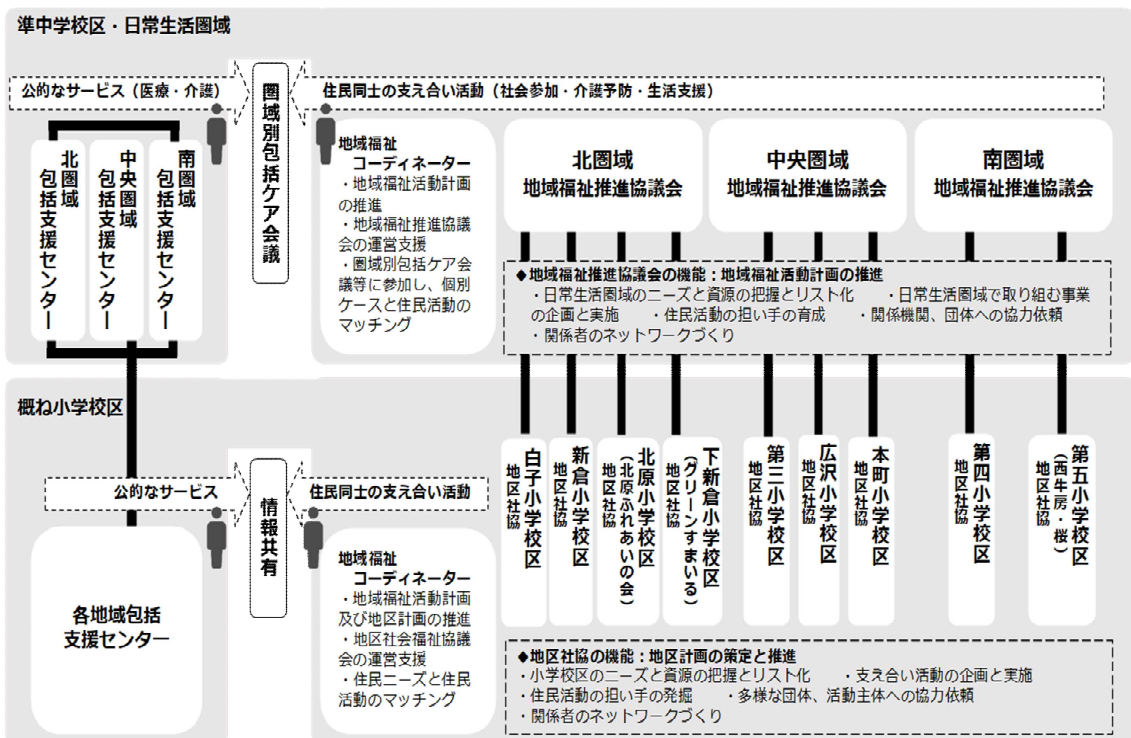 準中学校区・日常生活圏域
公的なサービス（医療・介護）
圏域別包括ケア会議
住民同士の支え合い活動（社会参加・介護予防・生活支援）
北圏域
包括支援センター
中央圏域
包括支援センター
南圏域
包括支援センター
地域福祉
コーディネーター
・地域福祉活動計画
の推進
・地域福祉推進協議
会の運営支援
・圏域別包括ケア会
議等に参加し、個別
ケースと住民活動の
マッチング
北圏域
地域福祉推進協議会
中央圏域
地域福祉推進協議会
南圏域
地域福祉推進協議会
◆地域福祉推進協議会の機能：地域福祉活動計画の推進
・日常生活圏域のニーズと資源の把握とリスト化　・日常生活圏域で取り組む事業
の企画と実施　・住民活動の担い手の育成　・関係機関、団体への協力依頼
・関係者のネットワークづくり
概ね小学校区
公的なサービス
情報共有
住民同士の支え合い活動
各地域包括
支援センター
地域福祉
コーディネーター
・地域福祉活動計画
及び地区計画の推進
・地区社会福祉協議
会の運営支援
・住民ニーズと住民
活動のマッチング
白子小学校区
地区社協
新倉小学校区
地区社協
北原小学校区
（北原ふれあいの会）
地区社協
下新倉小学校区
（グリーンすまいる）
地区社協
第三小学校区
地区社協
広沢小学校区
地区社協
本町小学校区
地区社協
第四小学校区
地区社協
第五小学校区
（西牛房・桜）
地区社協
◆地区社協の機能：地区計画の策定と推進
・小学校区のニーズと資源の把握とリスト化　・支え合い活動の企画と実施
・住民活動の担い手の発掘　・多様な団体、活動主体への協力依頼
・関係者のネットワークづくり